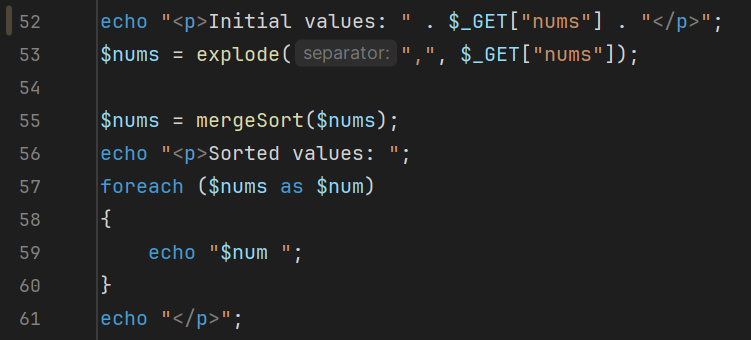 52 echo "<p>Initial values: " . $_GET["nums"] . "</p>";
53 $nums = explode( separator: ",", $_GET["nums"]);
54
55 $nums = mergeSort($nums);
56 echo "<p>Sorted values: ";
57 foreach ($nums as $num)
58 {
59     echo "$num ";
60 }
61 echo "</p>";